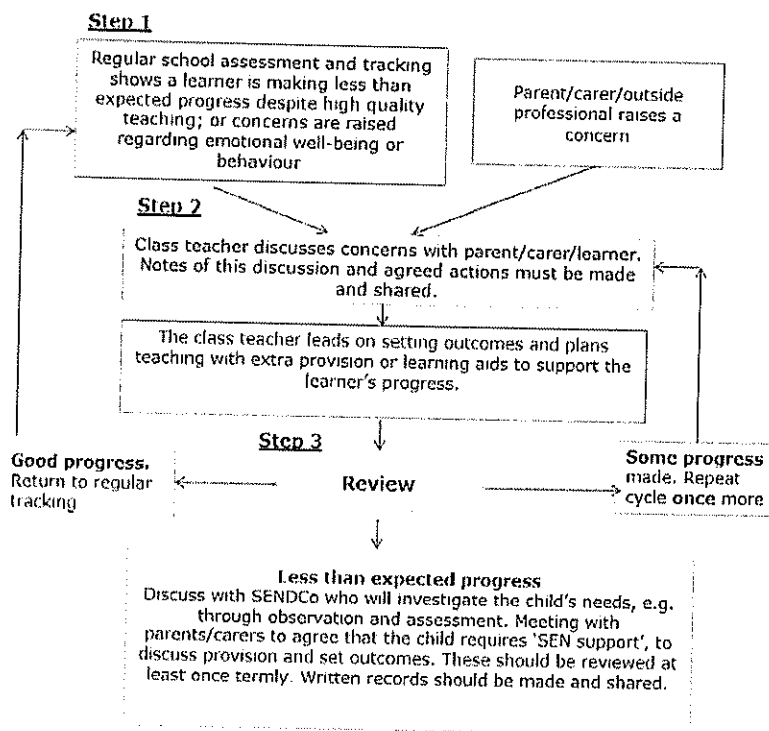 Step 1
Regular school assessment and tracking
shows a learner is making less than
expected progress despite high quality
teaching; or concerns are raised
regarding emotional well-being or
behaviour
Parent/carer/outside
professional raises a
concern
Step 2
Class teacher discusses concerns with parent/carer/learner.
Notes of this discussion and agreed actions must be made
and shared.
The class teacher leads on setting outcomes and plans
teaching with extra provision or learning aids to support the
learner's progress.
Step 3
Good progress.
Return to regular
tracking
Review
Some progress
made. Repeat
cycle once more
Less than expected progress
Discuss with SENDCo who will investigate the child's needs, e.g.
through observation and assessment. Meeting with
parents/carers to agree that the child requires 'SEN support', to
discuss provision and set outcomes. These should be reviewed at
least once termly. Written records should be made and shared.